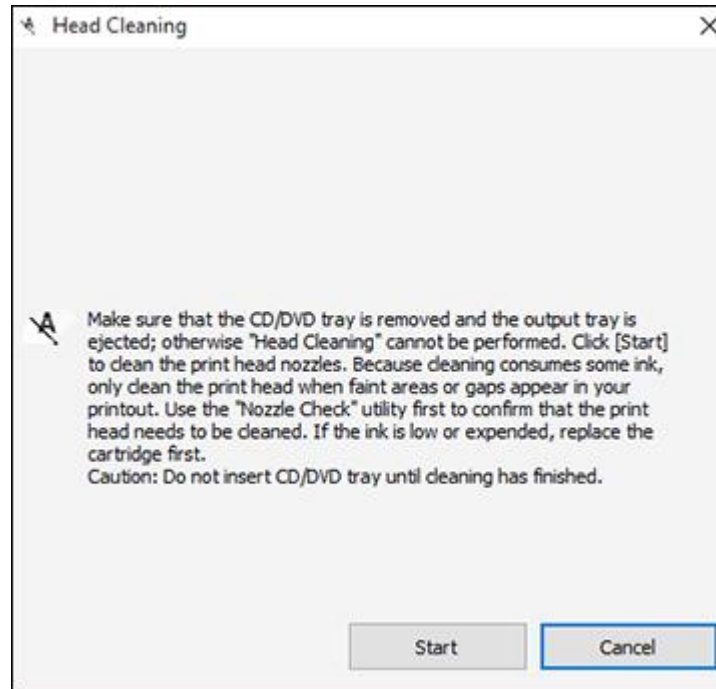 Head Cleaning
Make sure that the CD/DVD tray is removed and the output tray is
ejected; otherwise "Head Cleaning" cannot be performed. Click [Start]
to clean the print head nozzles. Because cleaning consumes some ink,
only clean the print head when faint areas or gaps appear in your
printout. Use the "Nozzle Check" utility first to confirm that the print
head needs to be cleaned. If the ink is low or expended, replace the
cartridge first.
Caution: Do not insert CD/DVD tray until cleaning has finished.
Start Cancel